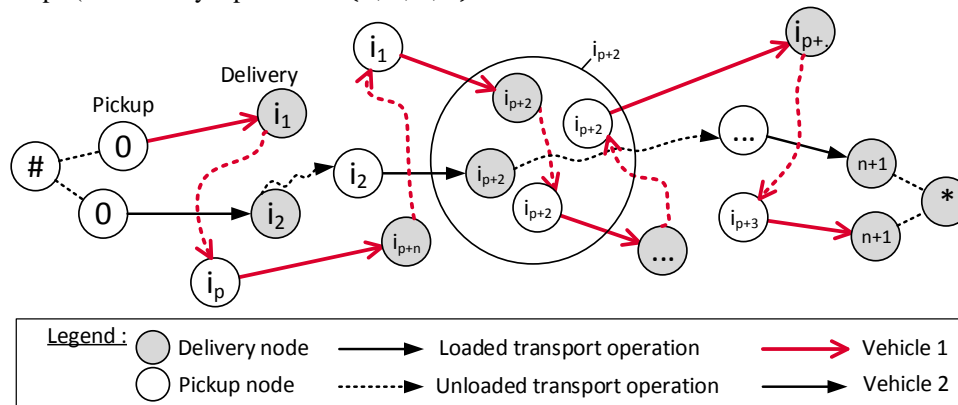 i₁
iₚ₊₂
iₚ₊.
Delivery
Pickup
iₚ₊₂
i₁
iₚ₊₂
0
...
#
i₂
iₚ₊₂
n+1
0
i₂
iₚ₊₂
iₚ₊₃
*
iₚ₊ₙ
n+1
...
iₚ
Legend :
Delivery node
Loaded transport operation
Vehicle 1
Pickup node
Unloaded transport operation
Vehicle 2